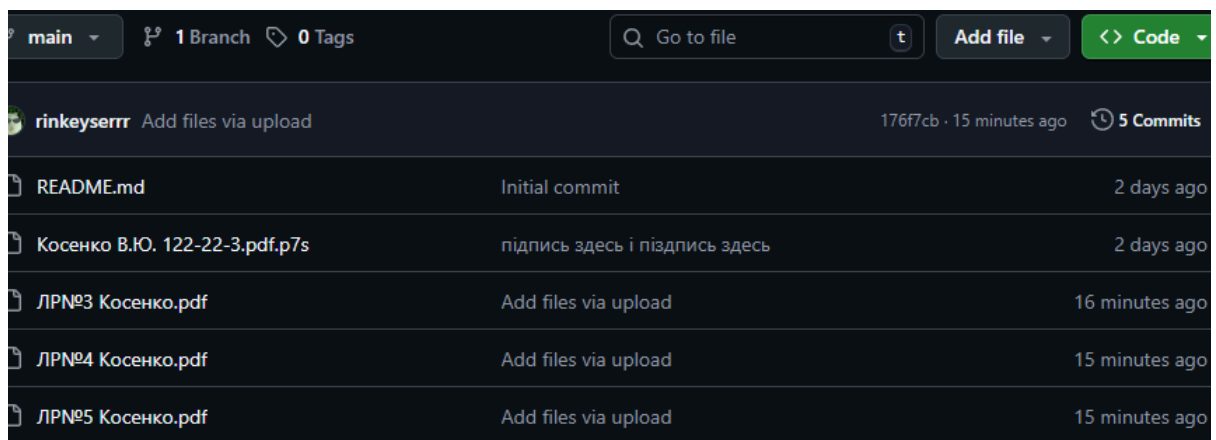 main 1 Branch 0 Tags Go to file t Add file Code
rinkeyserrr Add files via upload 176f7cb · 15 minutes ago 5 Commits
README.md Initial commit 2 days ago
Косенко В.Ю. 122-22-3.pdf.p7s підпись здесь і піздпись здесь 2 days ago
ЛР№3 Косенко.pdf Add files via upload 16 minutes ago
ЛР№4 Косенко.pdf Add files via upload 15 minutes ago
ЛР№5 Косенко.pdf Add files via upload 15 minutes ago